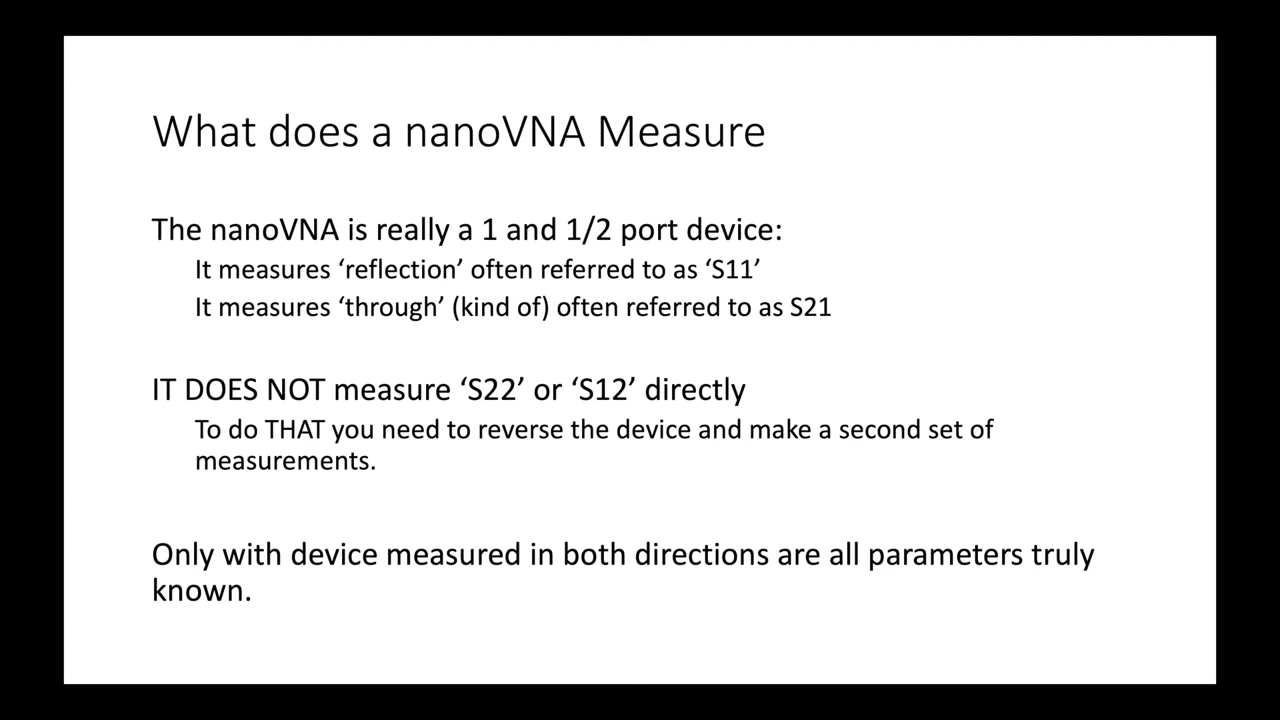 What does a nanoVNA Measure
The nanoVNA is really a 1 and 1/2 port device:
It measures ‘reflection’ often referred to as ‘S11’
It measures ‘through’ (kind of) often referred to as S21
IT DOES NOT measure ‘S22’ or ‘S12’ directly
To do THAT you need to reverse the device and make a second set of
measurements.
Only with device measured in both directions are all parameters truly
known.